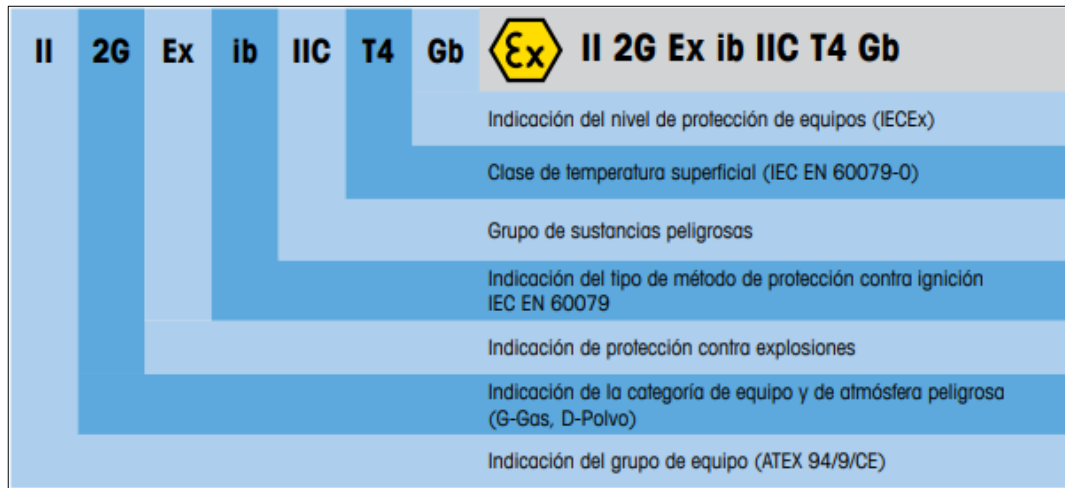 II 2G Ex ib IIC T4 Gb Ex II 2G Ex ib IIC T4 Gb
Indicación del nivel de protección de equipos (IECEx)
Clase de temperatura superficial (IEC EN 60079-0)
Grupo de sustancias peligrosas
Indicación del tipo de método de protección contra ignición
IEC EN 60079
Indicación de protección contra explosiones
Indicación de la categoría de equipo y de atmósfera peligrosa
(G-Gas, D-Polvo)
Indicación del grupo de equipo (ATEX 94/9/CE)